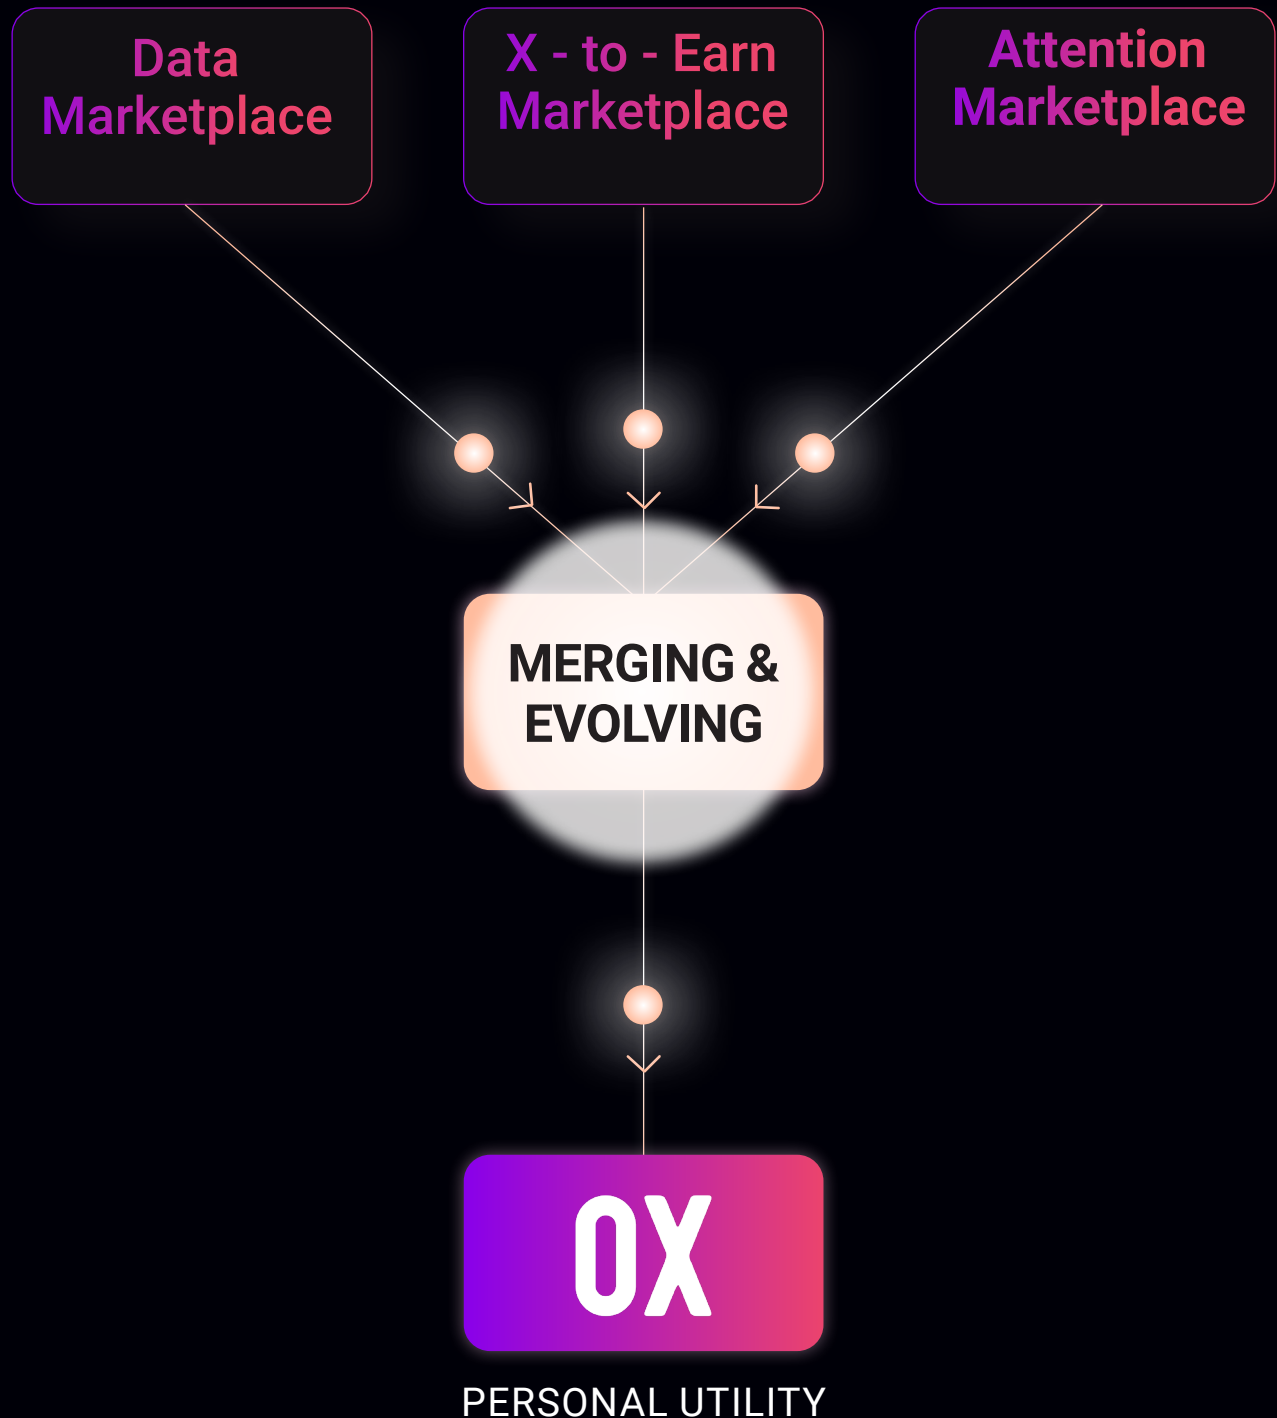 Data
Marketplace
X - to - Earn
Marketplace
Attention
Marketplace
MERGING &
EVOLVING
OX
PERSONAL UTILITY